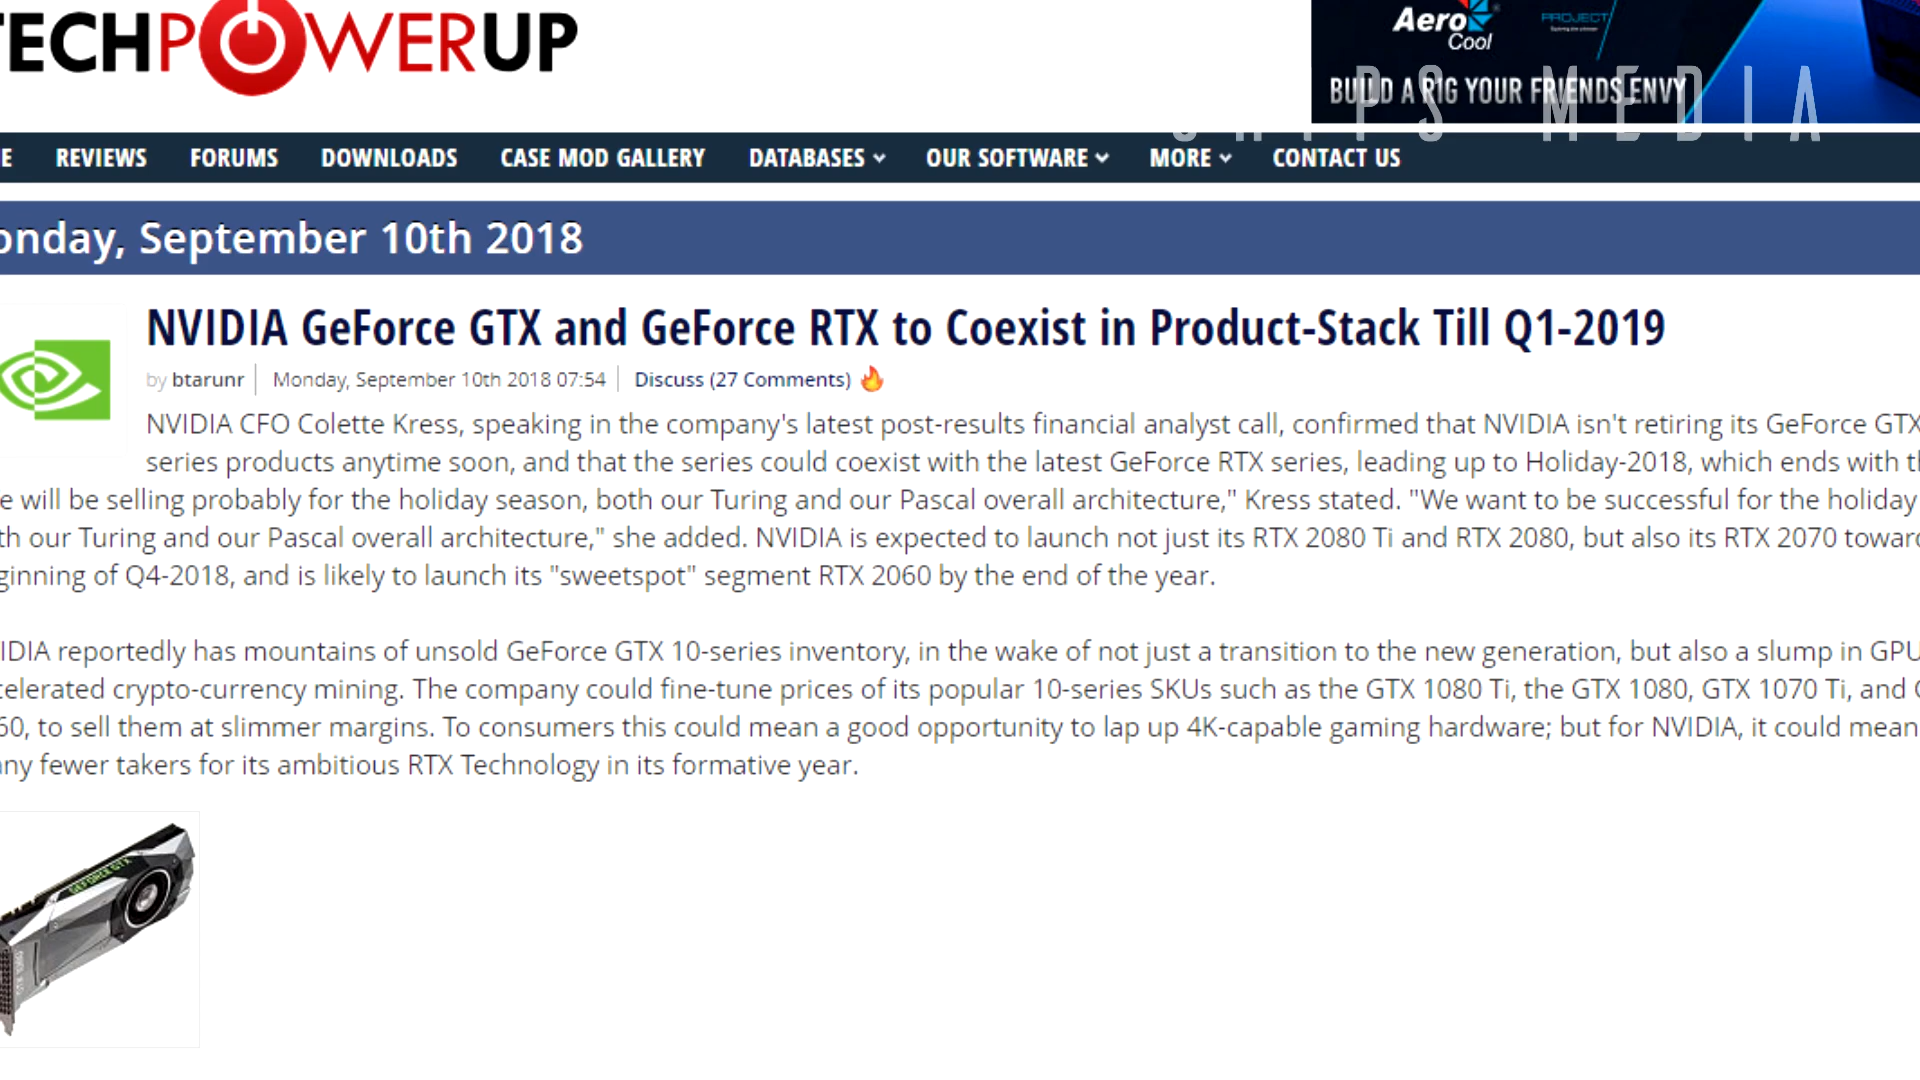 TECHPOWERUP
Aero
Cool
PROJECT
BUILD A RIG YOUR FRIENDS ENVY
PS MEDIA
REVIEWS FORUMS DOWNLOADS CASE MOD GALLERY DATABASES OUR SOFTWARE MORE CONTACT US
onday, September 10th 2018
NVIDIA GeForce GTX and GeForce RTX to Coexist in Product-Stack Till Q1-2019
by btarunr Monday, September 10th 2018 07:54 Discuss (27 Comments)
NVIDIA CFO Colette Kress, speaking in the company's latest post-results financial analyst call, confirmed that NVIDIA isn't retiring its GeForce GTX
series products anytime soon, and that the series could coexist with the latest GeForce RTX series, leading up to Holiday-2018, which ends with th
e will be selling probably for the holiday season, both our Turing and our Pascal overall architecture," Kress stated. "We want to be successful for the holiday
th our Turing and our Pascal overall architecture," she added. NVIDIA is expected to launch not just its RTX 2080 Ti and RTX 2080, but also its RTX 2070 toward
ginning of Q4-2018, and is likely to launch its "sweetspot" segment RTX 2060 by the end of the year.
IDIA reportedly has mountains of unsold GeForce GTX 10-series inventory, in the wake of not just a transition to the new generation, but also a slump in GPU
celerated crypto-currency mining. The company could fine-tune prices of its popular 10-series SKUs such as the GTX 1080 Ti, the GTX 1080, GTX 1070 Ti, and G
60, to sell them at slimmer margins. To consumers this could mean a good opportunity to lap up 4K-capable gaming hardware; but for NVIDIA, it could mean
any fewer takers for its ambitious RTX Technology in its formative year.
GEFORCE GTX